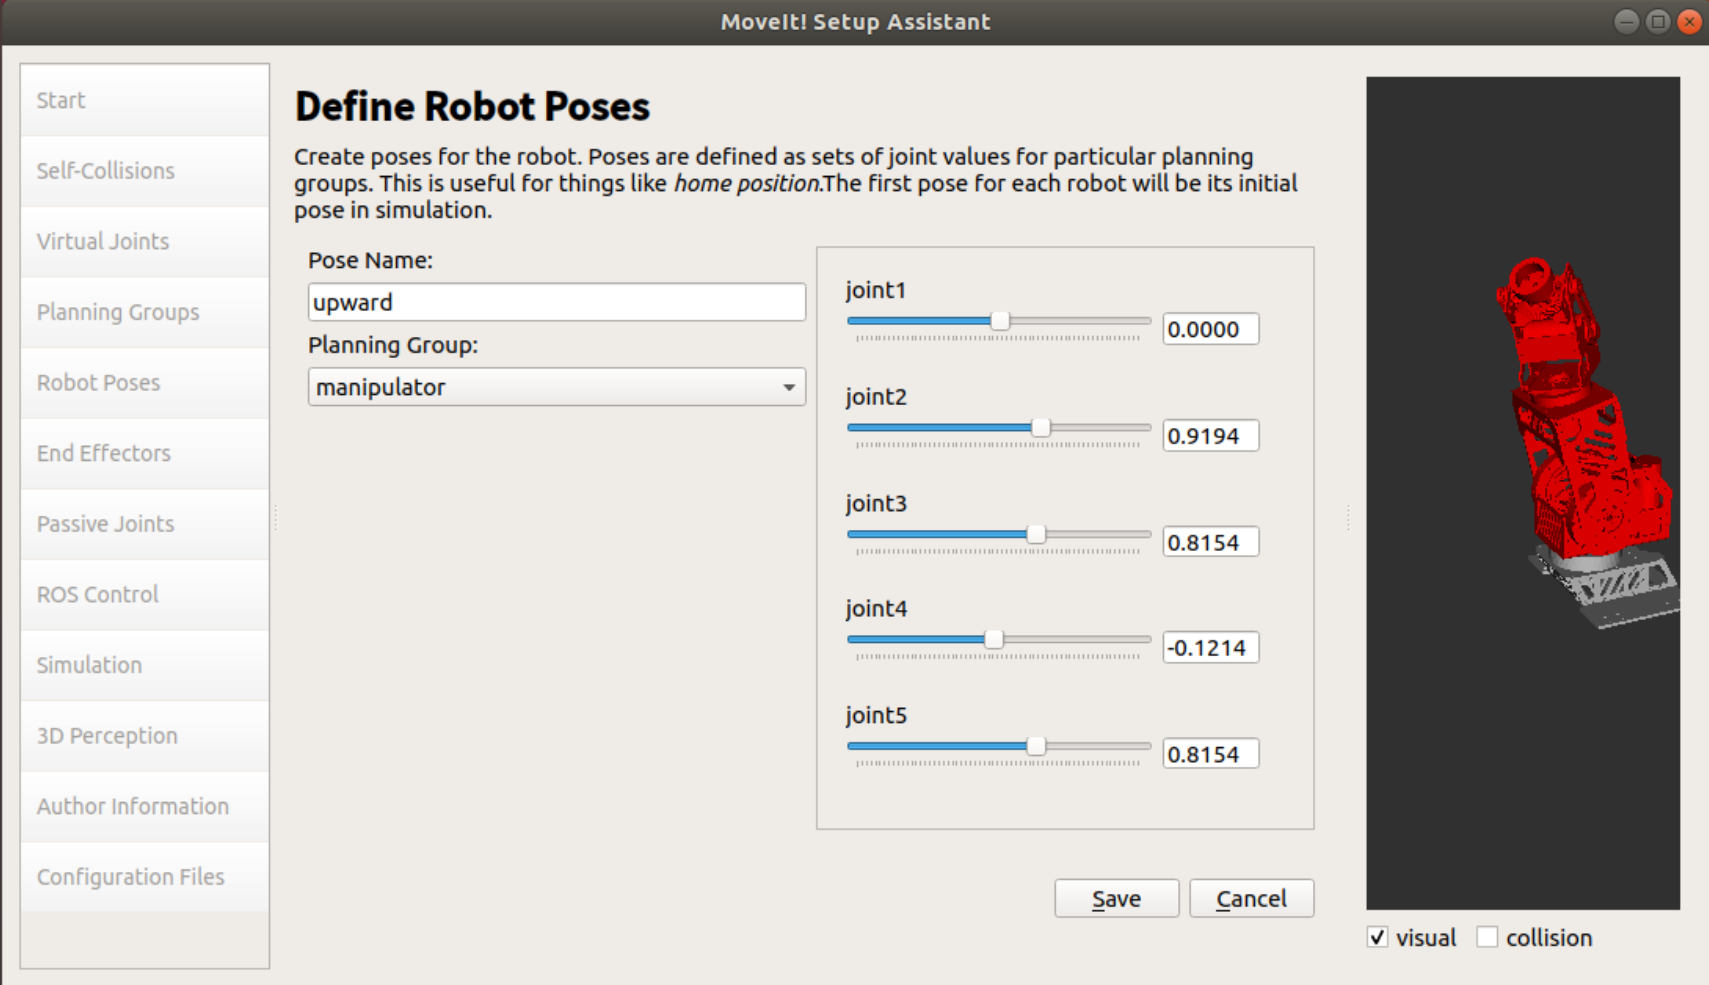 MoveIt! Setup Assistant
Start
Self-Collisions
Virtual Joints
Planning Groups
Robot Poses
End Effectors
Passive Joints
ROS Control
Simulation
3D Perception
Author Information
Configuration Files
Define Robot Poses
Create poses for the robot. Poses are defined as sets of joint values for particular planning
groups. This is useful for things like home position.The first pose for each robot will be its initial
pose in simulation.
Pose Name:
upward
Planning Group:
manipulator
joint1
0.0000
joint2
0.9194
joint3
0.8154
joint4
-0.1214
joint5
0.8154
Save
Cancel
visual
collision